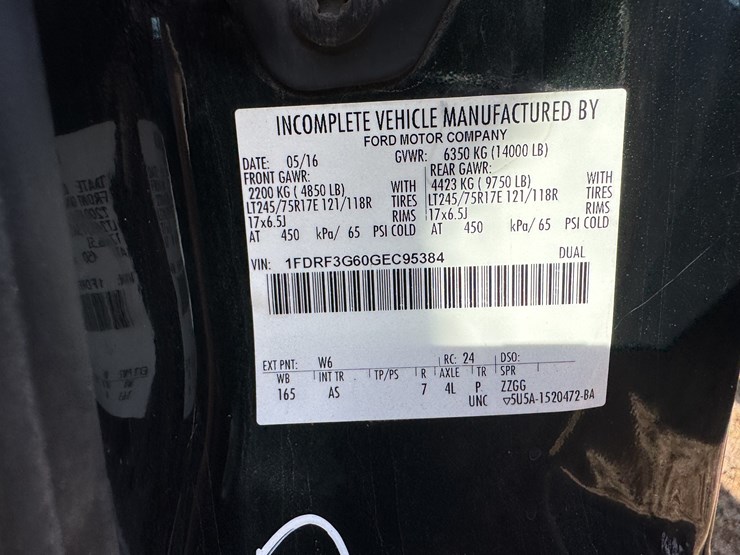 INCOMPLETE VEHICLE MANUFACTURED BY
FORD MOTOR COMPANY
DATE: 05/16 GVWR: 6350 KG (14000 LB)
FRONT GAWR: REAR GAWR:
2200 KG ( 4850 LB) WITH 4423 KG ( 9750 LB) WITH
LT245/75R17E 121/118R TIRES LT245/75R17E 121/118R TIRES
17x6.5J RIMS 17x6.5J RIMS
AT 450 kPa/ 65 PSI COLD AT 450 kPa/ 65 PSI COLD
VIN: 1FDRF3G60GEC95384 DUAL
EXT PNT: W6 RC: 24 DSO:
WB INT TR TP/PS R AXLE TR SPR
165 AS 7 4L P ZZGG
UNC ▽5U5A-1520472-BA